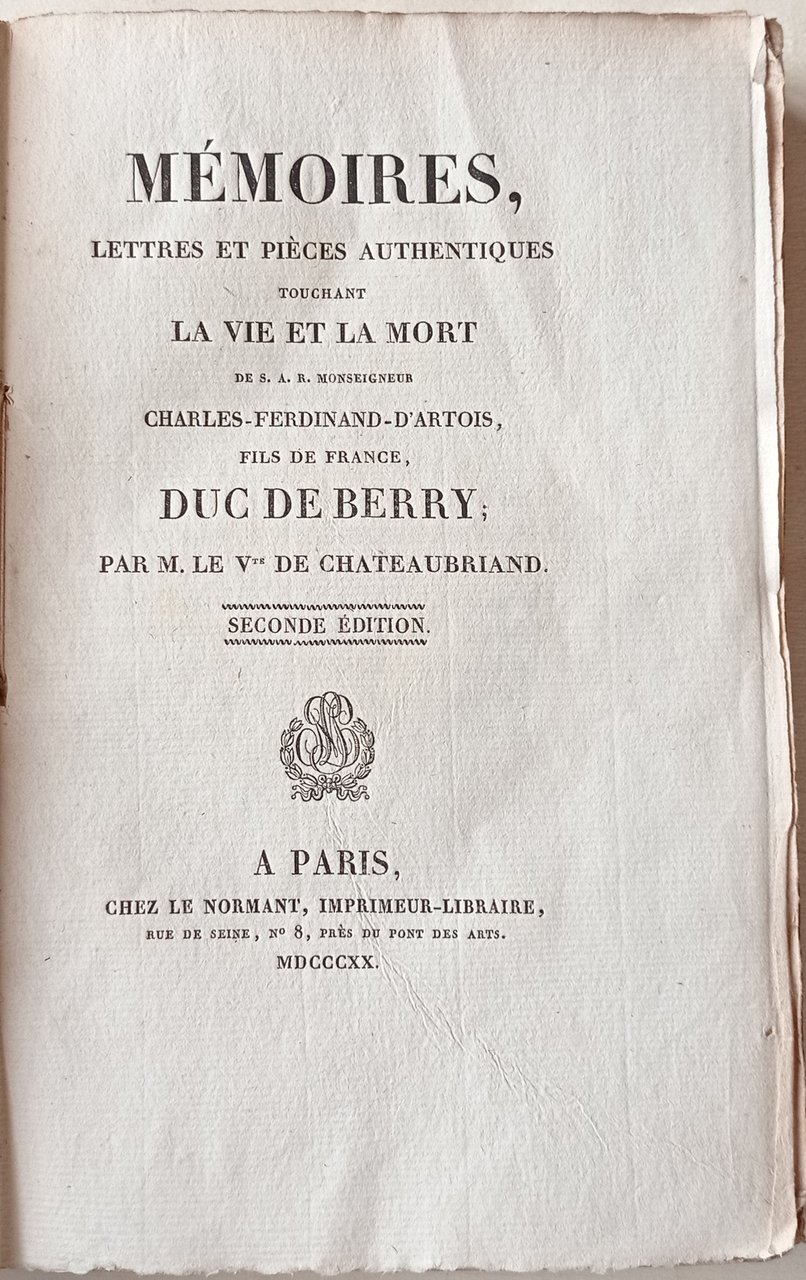 MÉMOIRES,
LETTRES ET PIÈCES AUTHENTIQUES
TOUCHANT
LA VIE ET LA MORT
DE S. A. R. MONSEIGNEUR
CHARLES-FERDINAND-D'ARTOIS,
FILS DE FRANCE,
DUC DE BERRY;
PAR M. LE Vᵀᴱ DE CHATEAUBRIAND.
SECONDE ÉDITION.
A PARIS,
CHEZ LE NORMANT, IMPRIMEUR-LIBRAIRE,
RUE DE SEINE, Nº 8, PRÈS DU PONT DES ARTS.
MDCCCXX.